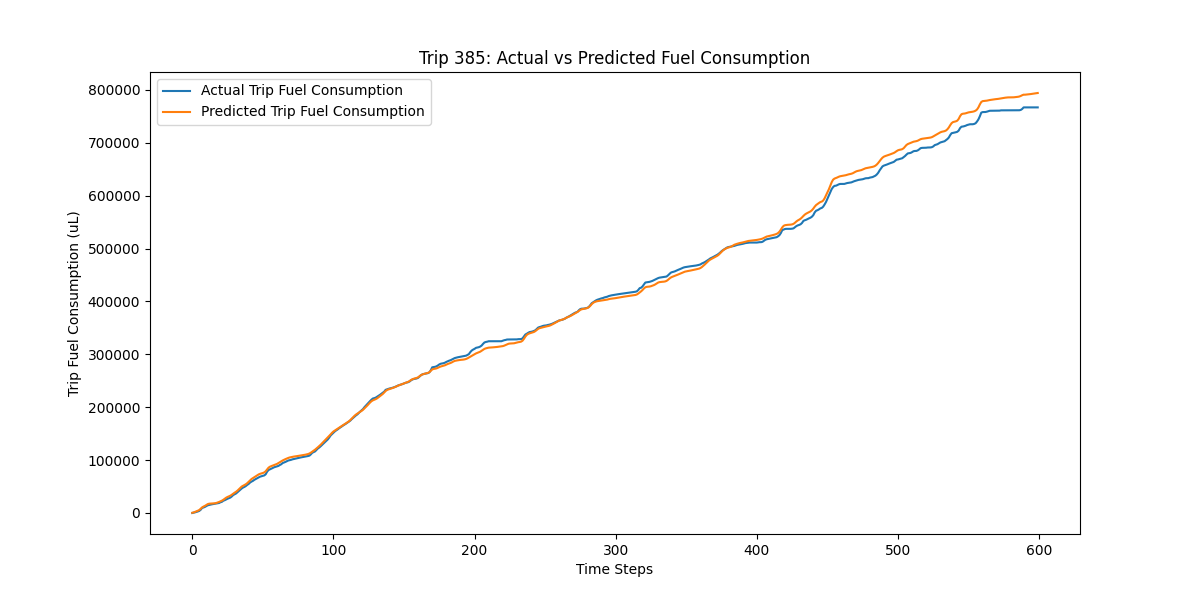 Trip 385: Actual vs Predicted Fuel Consumption
Actual Trip Fuel Consumption
Predicted Trip Fuel Consumption
800000
700000
600000
500000
400000
300000
200000
100000
0
Trip Fuel Consumption (uL)
0 100 200 300 400 500 600
Time Steps